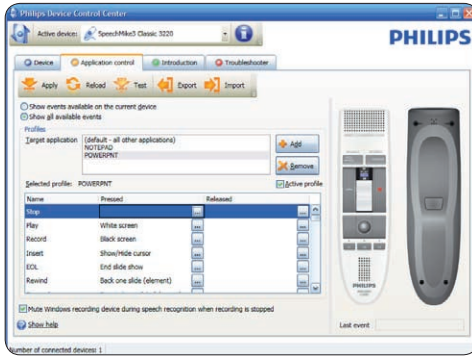 Philips Device Control Center
Active device: SpeechMike3 Classic 3220
PHILIPS
Device Application control Introduction Troubleshooter
Apply Reload Test Export Import
Show events available on the current device
Show all available events
Profiles
Target application
(default - all other applications)
NOTEPAD
POWERPNT
Add
Remove
Selected profile: POWERPNT
Active profile
Name Pressed Released
Stop ... ...
Play White screen ... ...
Record Black screen ... ...
Insert Show/Hide cursor ... ...
EOL End slide show ... ...
Rewind Back one slide (element) ... ...
Mute Windows recording device during speech recognition when recording is stopped
Show help
PHILIPS
Last event
Number of connected devices: 1